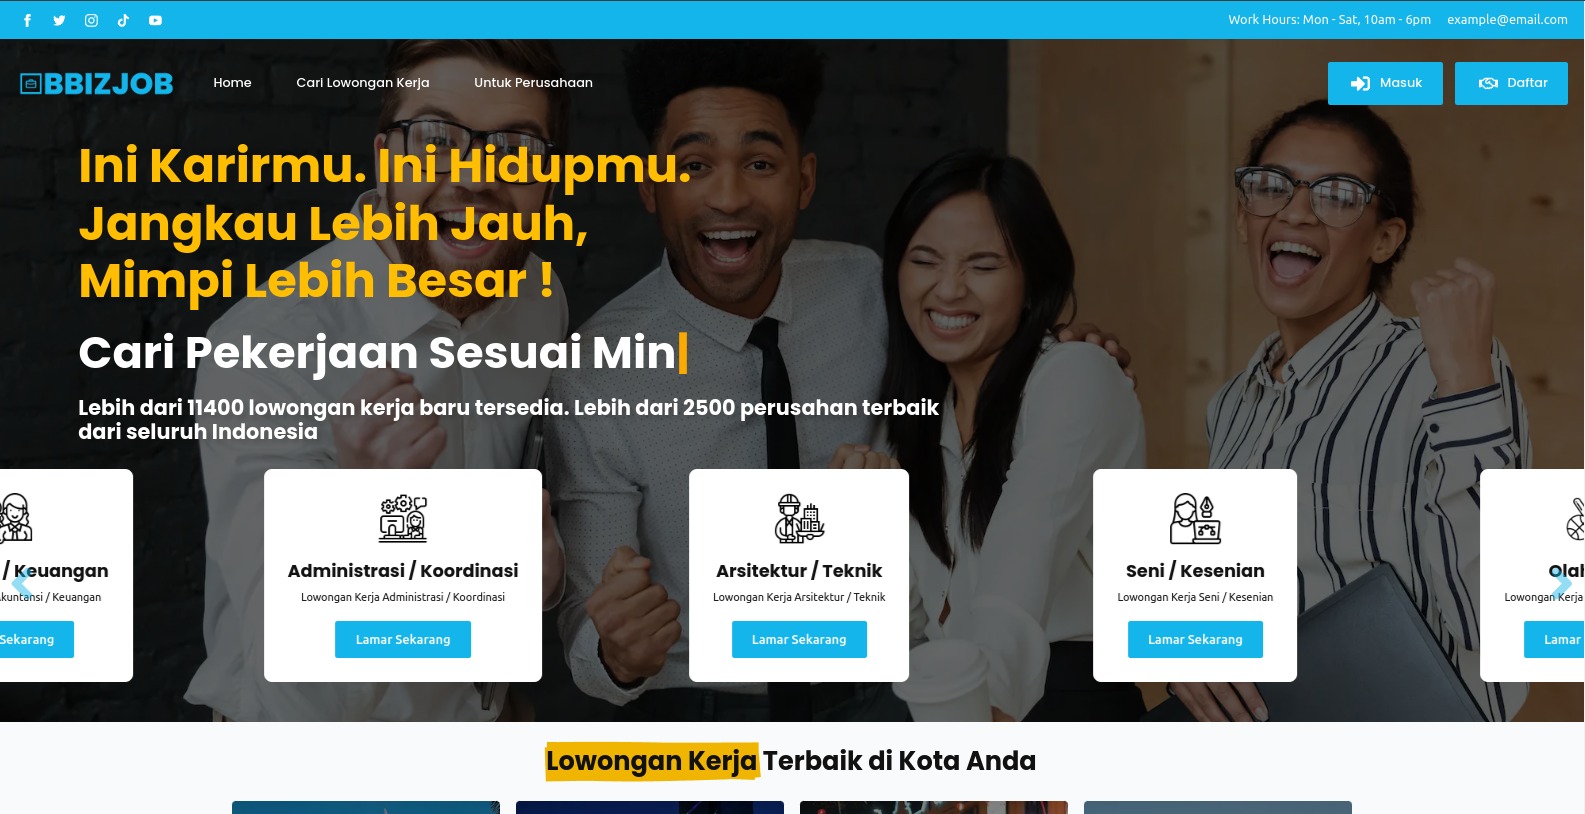 Work Hours: Mon - Sat, 10am - 6pm example@email.com
BBIZJOB Home Cari Lowongan Kerja Untuk Perusahaan Masuk Daftar
Ini Karirmu. Ini Hidupmu.
Jangkau Lebih Jauh,
Mimpi Lebih Besar !
Cari Pekerjaan Sesuai Min
Lebih dari 11400 lowongan kerja baru tersedia. Lebih dari 2500 perusahan terbaik
dari seluruh Indonesia
/ Keuangan
/ Keuangan
Sekarang
Administrasi / Koordinasi
Lowongan Kerja Administrasi / Koordinasi
Lamar Sekarang
Arsitektur / Teknik
Lowongan Kerja Arsitektur / Teknik
Lamar Sekarang
Seni / Kesenian
Lowongan Kerja Seni / Kesenian
Lamar Sekarang
Lowongan Kerja
Lamar
Lowongan Kerja Terbaik di Kota Anda